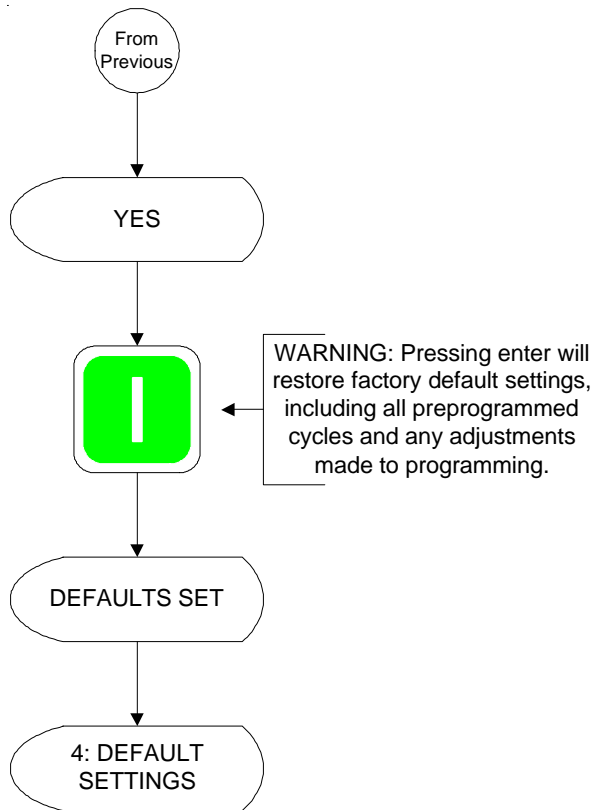 From
Previous
YES
WARNING: Pressing enter will
restore factory default settings,
including all preprogrammed
cycles and any adjustments
made to programming.
DEFAULTS SET
4: DEFAULT
SETTINGS